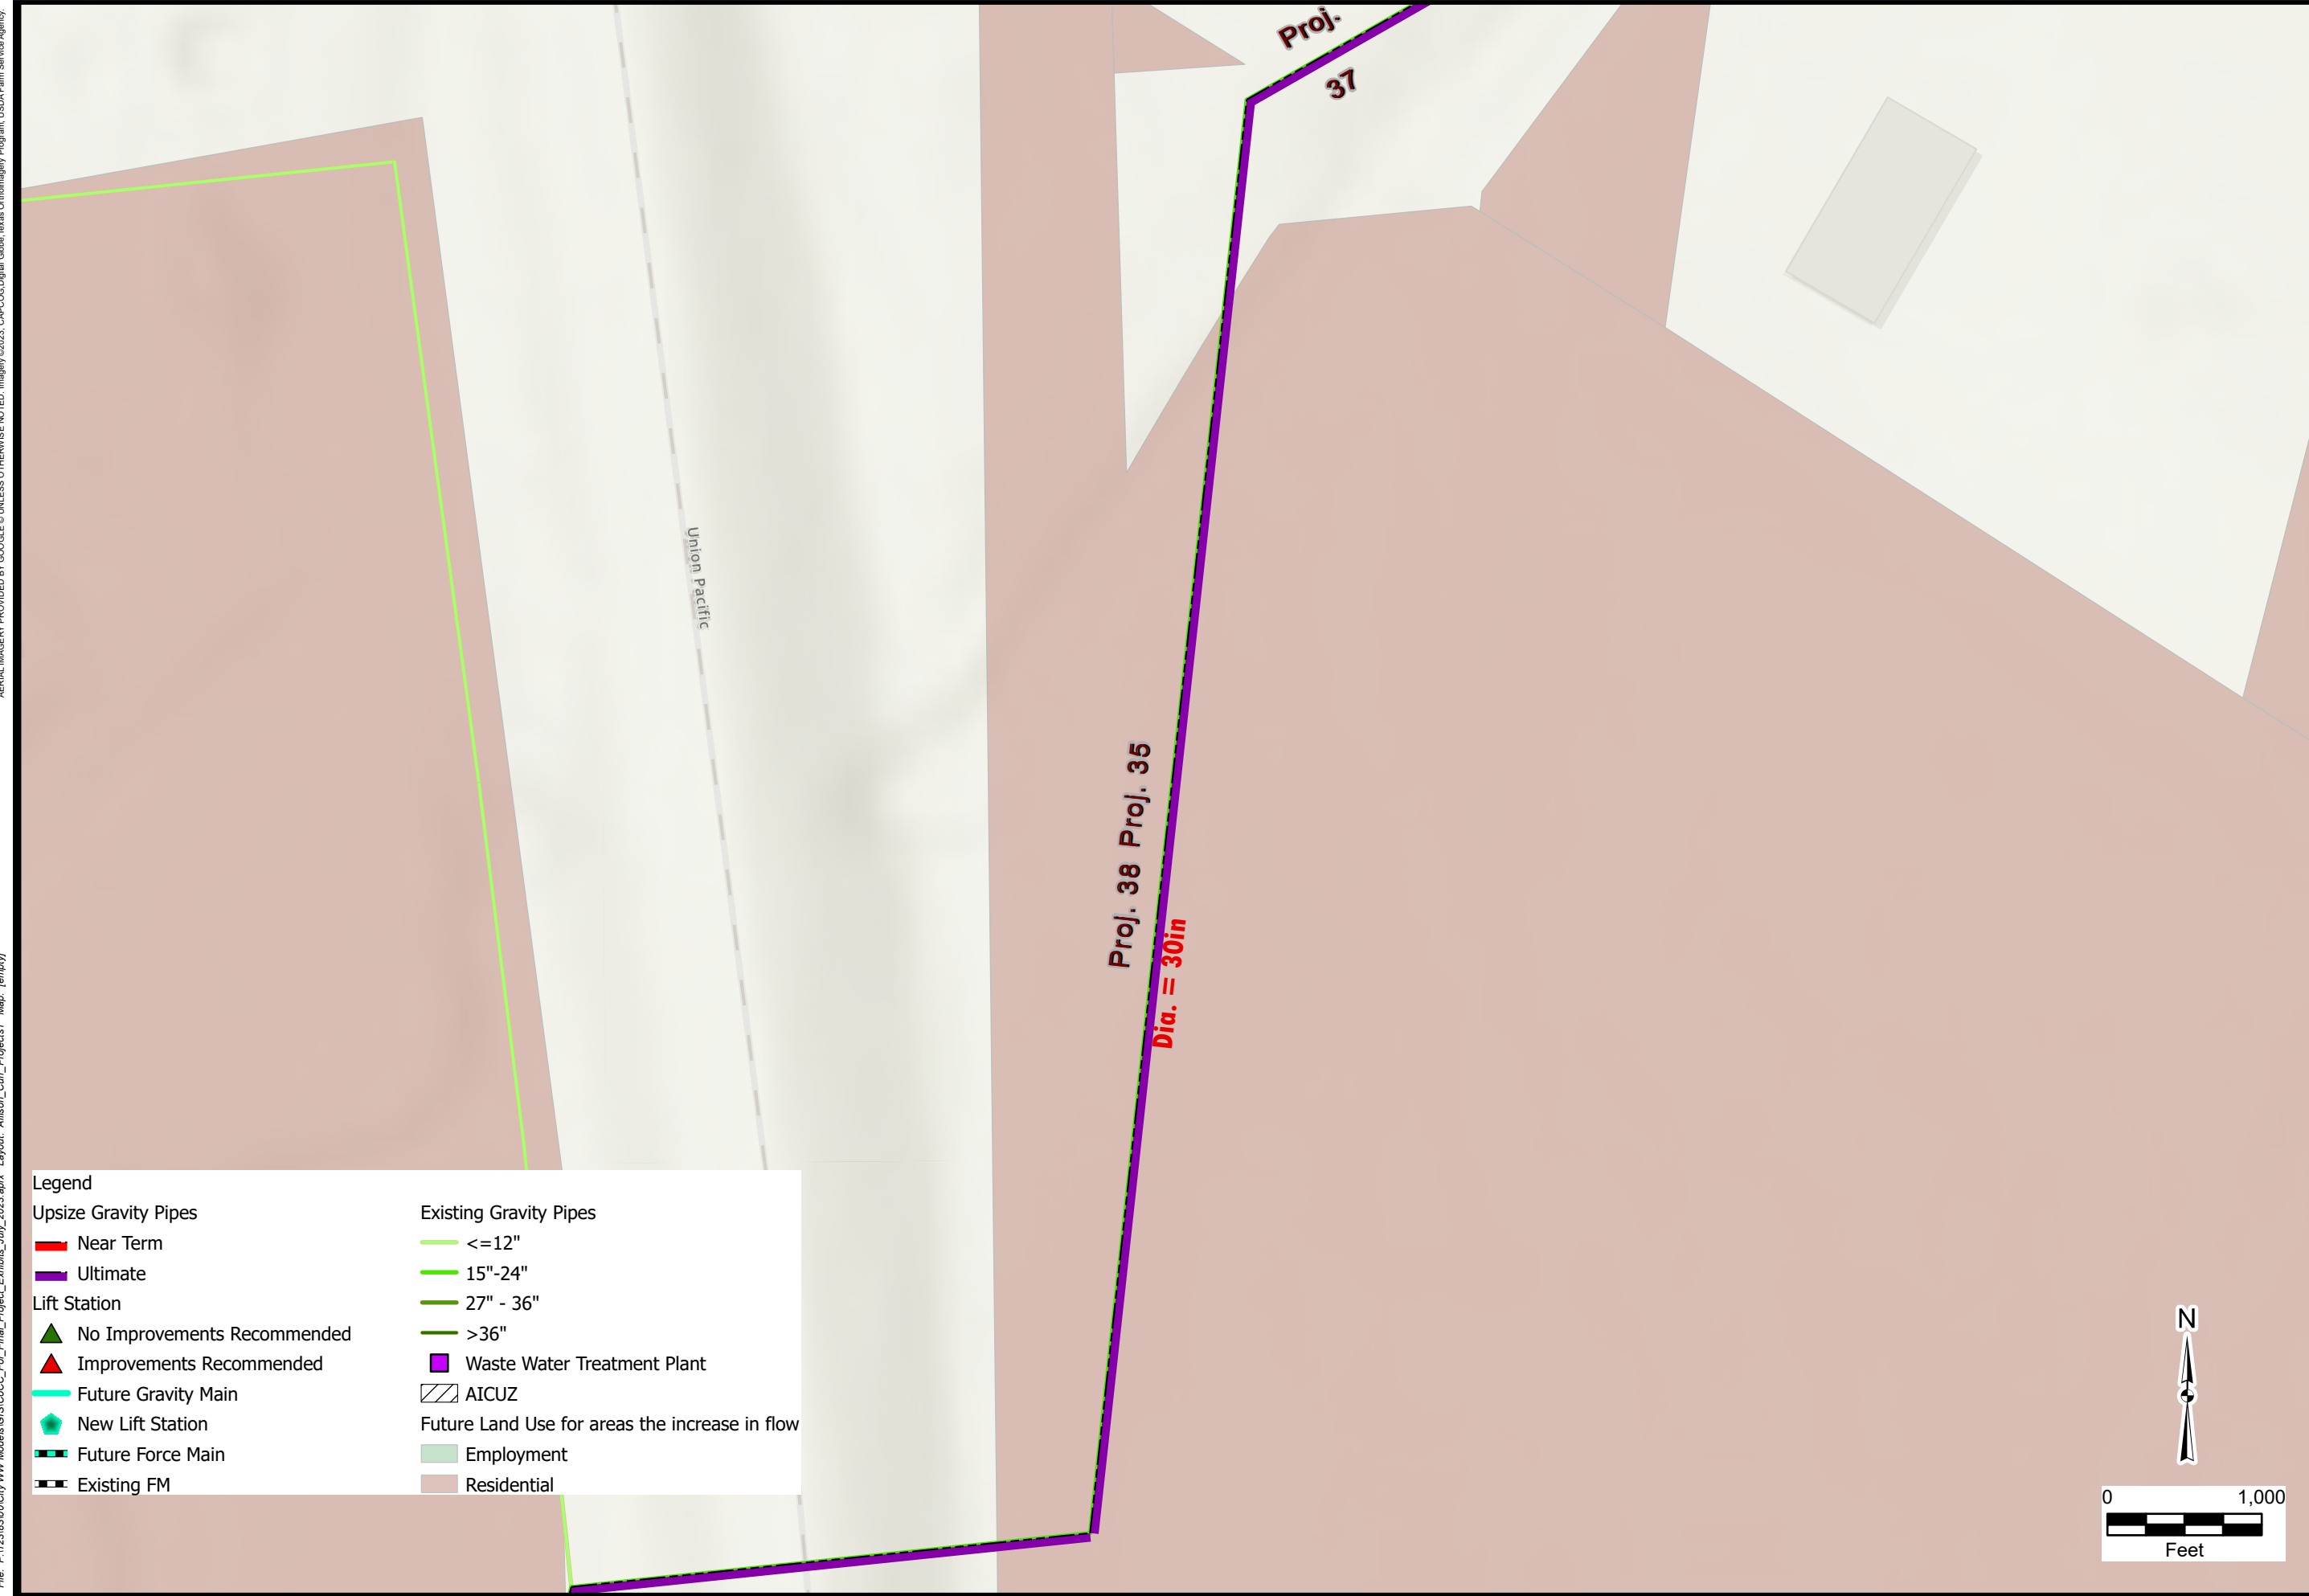 Proj.
37
Union Pacific
Proj. 38 Proj. 35
Dia. = 30in
Legend
Upsize Gravity Pipes
Near Term
Ultimate
Lift Station
No Improvements Recommended
Improvements Recommended
Future Gravity Main
New Lift Station
Future Force Main
Existing FM
Existing Gravity Pipes
<=12"
15"-24"
27" - 36"
>36"
Waste Water Treatment Plant
AICUZ
Future Land Use for areas the increase in flow
Employment
Residential
N
0 1,000
Feet